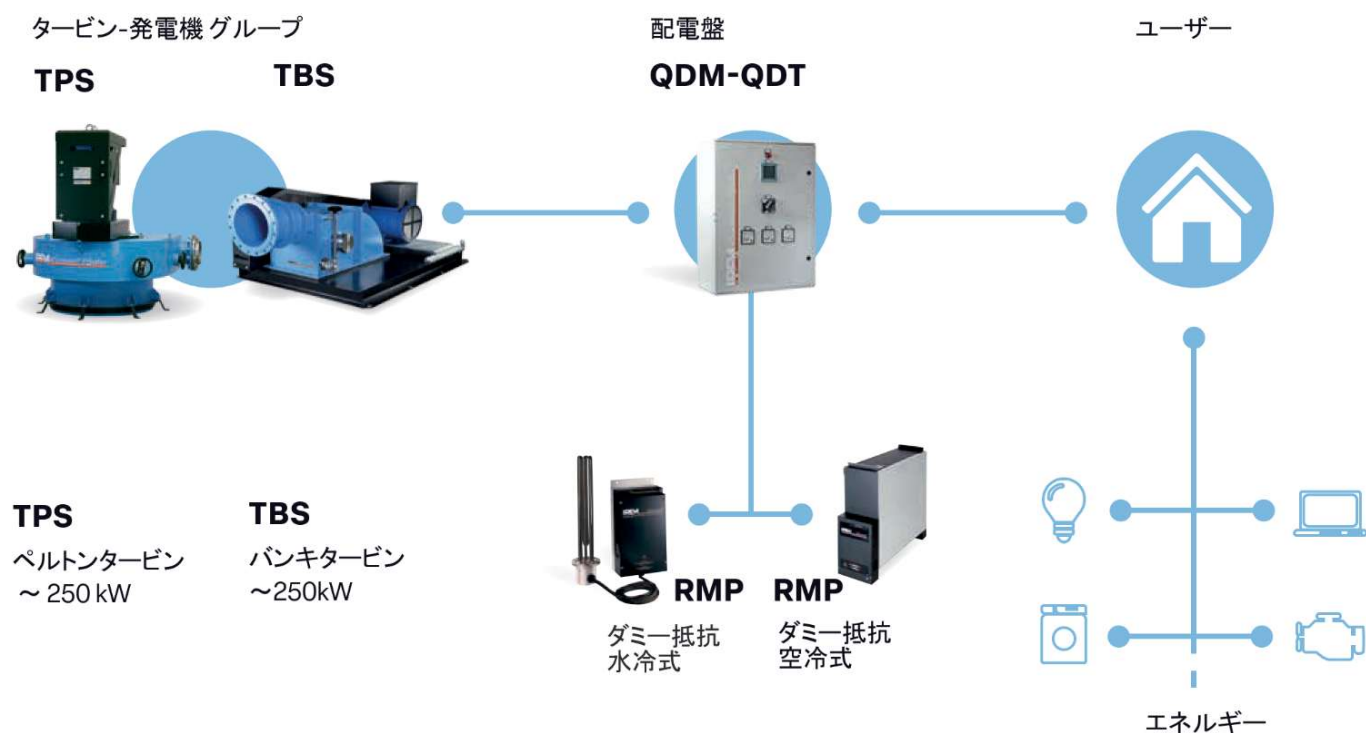 タービン-発電機 グループ
配電盤
ユーザー
TPS
TBS
QDM-QDT
TPS
ペルトンタービン
～ 250 kW
TBS
バンキタービン
～250kW
RMP
ダミー抵抗
水冷式
RMP
ダミー抵抗
空冷式
エネルギー